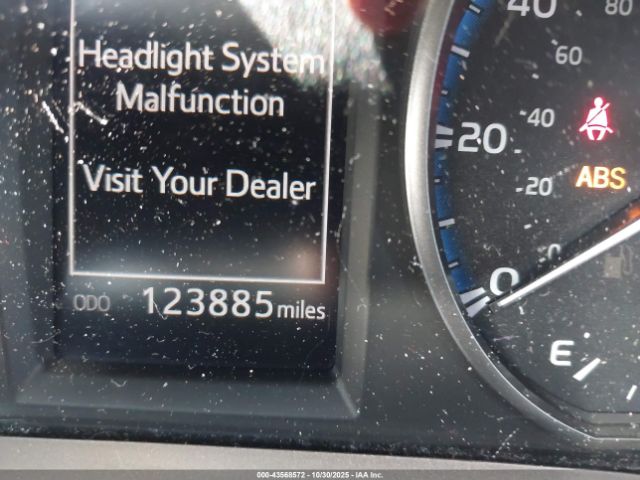 Headlight System
Malfunction
Visit Your Dealer
ODO 123885 miles
40
80
60
40
20
20
ABS
0
0
E
000-43568572 - 10/30/2025 - IAA Inc.